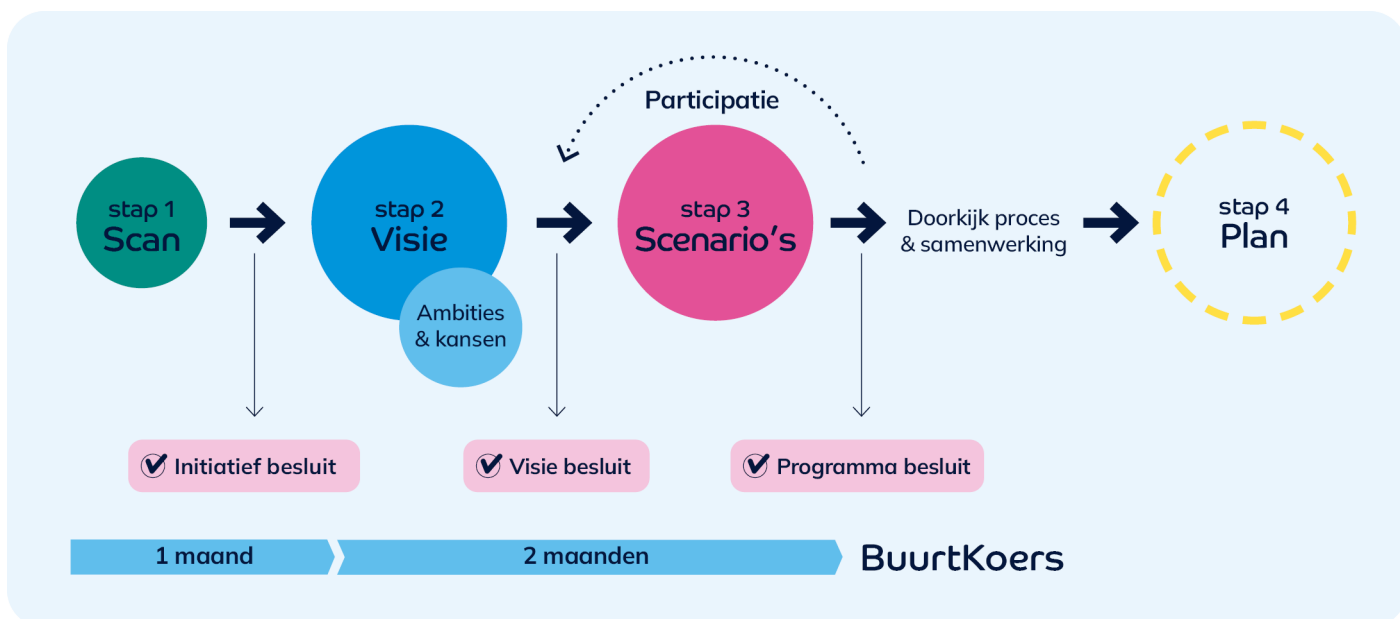 Participatie
stap 1
Scan
stap 2
Visie
Ambities
& kansen
stap 3
Scenario's
Doorkijk proces
& samenwerking
stap 4
Plan
Initiatief besluit
Visie besluit
Programma besluit
1 maand
2 maanden
BuurtKoers